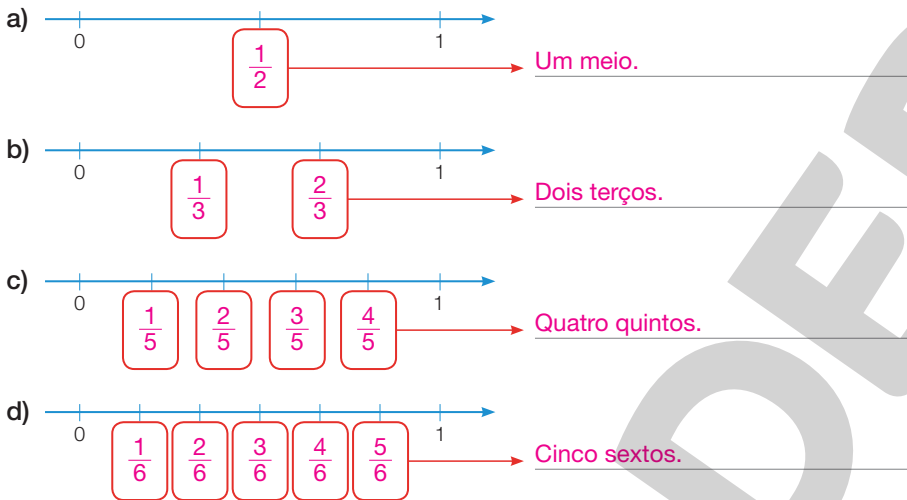 a)
0 1
1/2
Um meio.
b)
0 1
1/3 2/3
Dois terços.
c)
0 1
1/5 2/5 3/5 4/5
Quatro quintos.
d)
0 1
1/6 2/6 3/6 4/6 5/6
Cinco sextos.